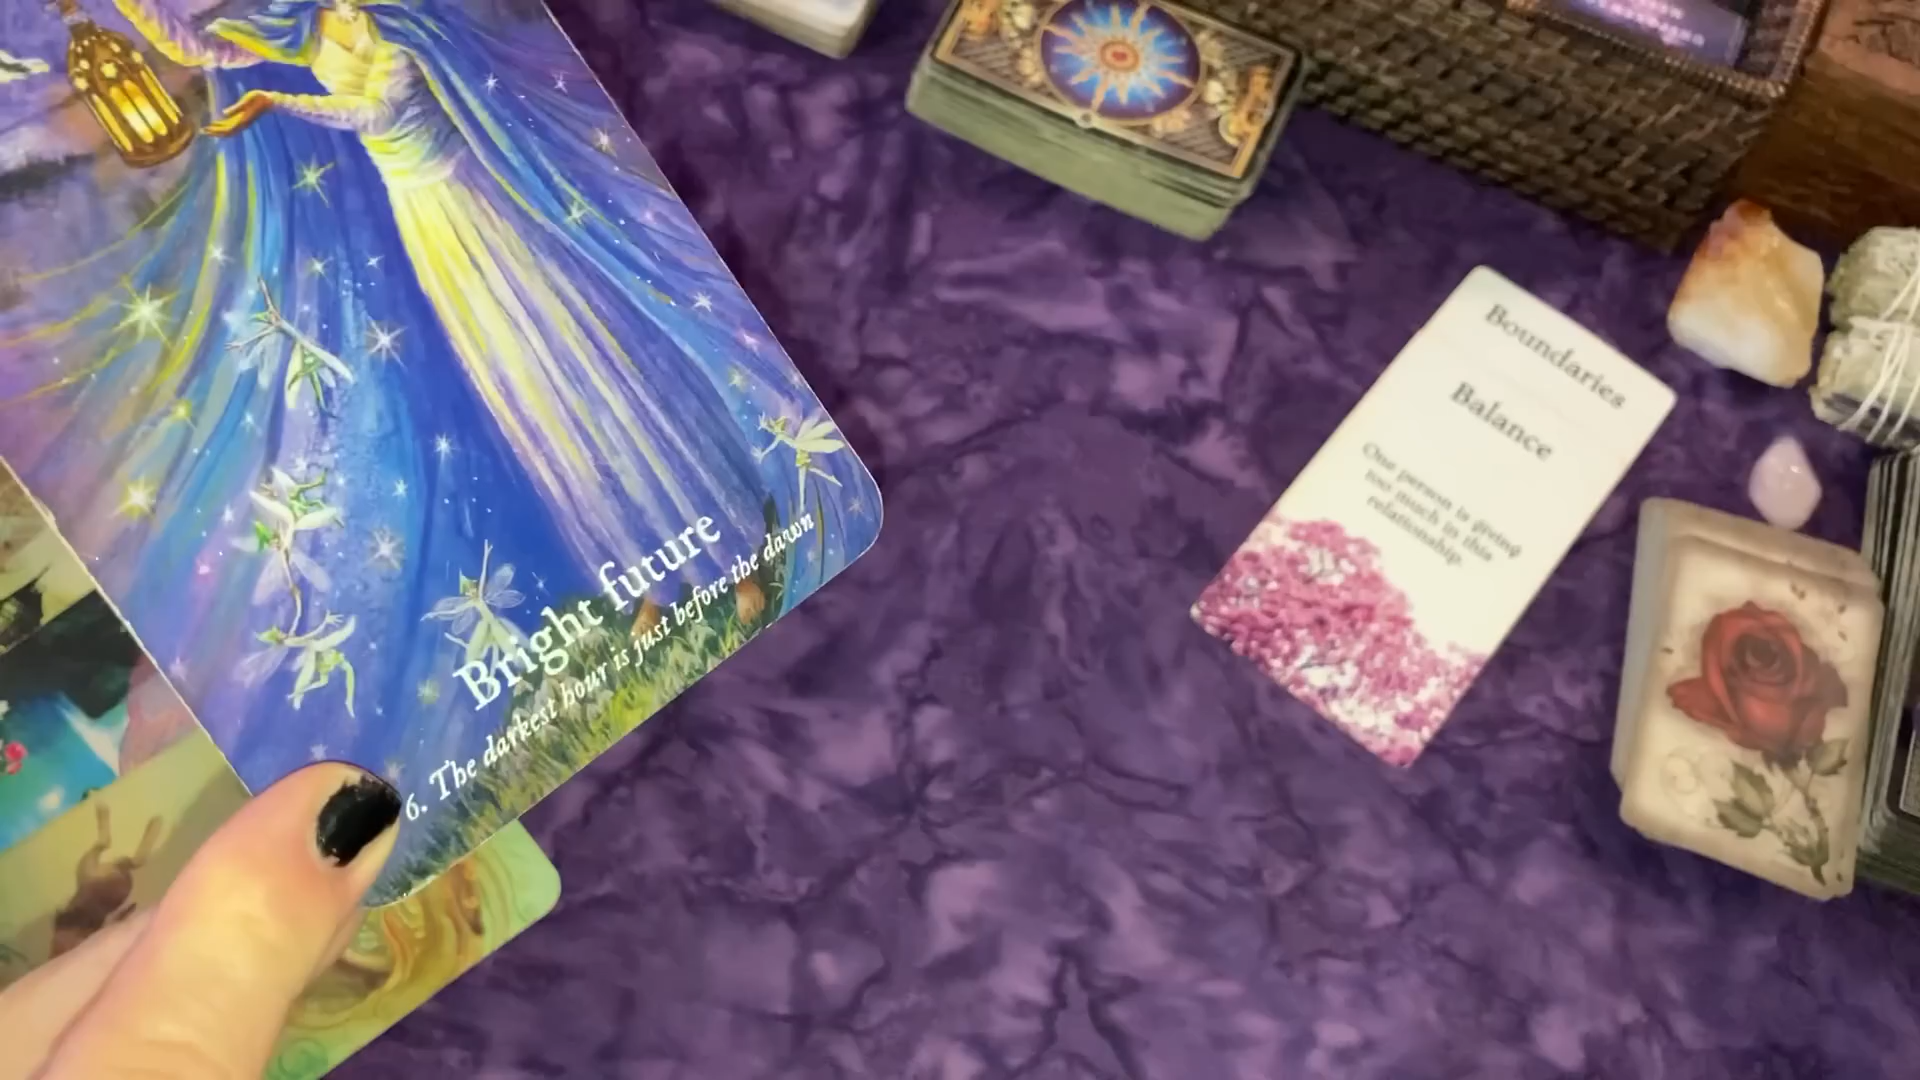 Bright future
6. The darkest hour is just before the dawn
Boundaries
Balance
One person is giving
too much in this
relationship.